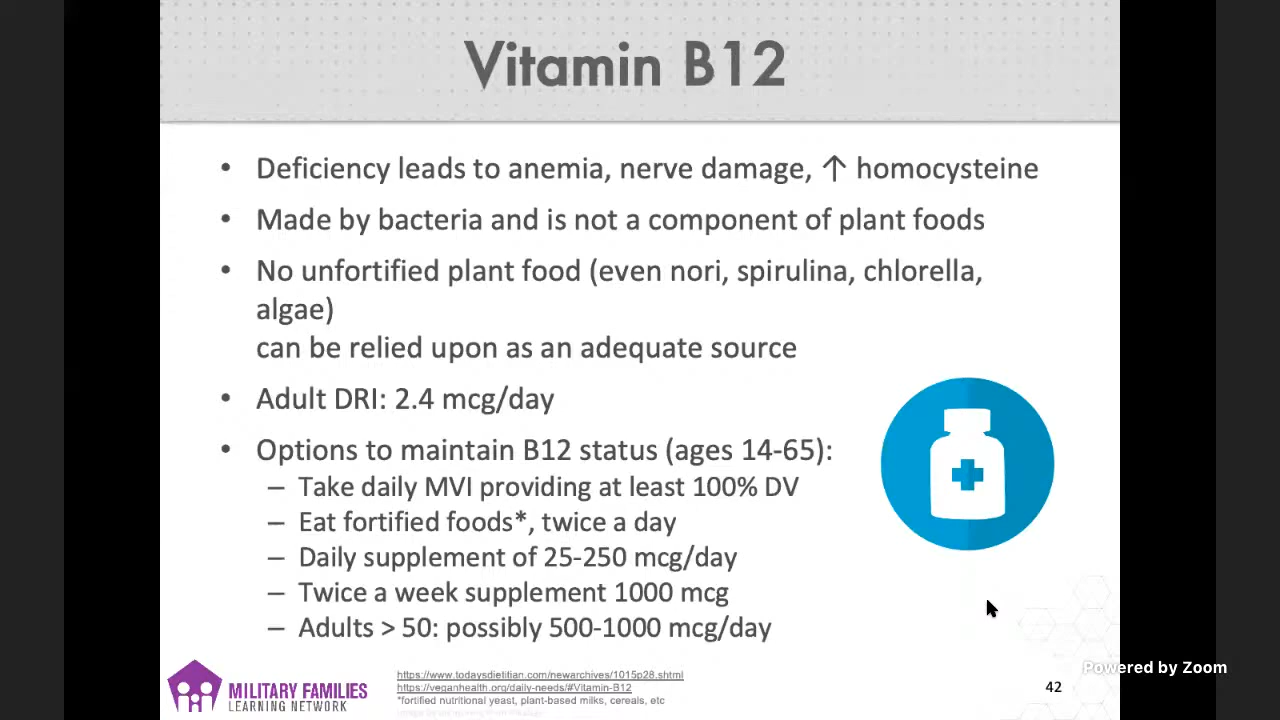 Vitamin B12
• Deficiency leads to anemia, nerve damage, ↑ homocysteine
• Made by bacteria and is not a component of plant foods
• No unfortified plant food (even nori, spirulina, chlorella,
algae)
can be relied upon as an adequate source
• Adult DRI: 2.4 mcg/day
• Options to maintain B12 status (ages 14-65):
– Take daily MVI providing at least 100% DV
– Eat fortified foods*, twice a day
– Daily supplement of 25-250 mcg/day
– Twice a week supplement 1000 mcg
– Adults > 50: possibly 500-1000 mcg/day
MILITARY FAMILIES
LEARNING NETWORK
https://www.todaysdietitian.com/newarchives/1015p28.shtml
https://veganhealth.org/daily-needs/#Vitamin-B12
*fortified nutritional yeast, plant-based milks, cereals, etc
42
Powered by Zoom